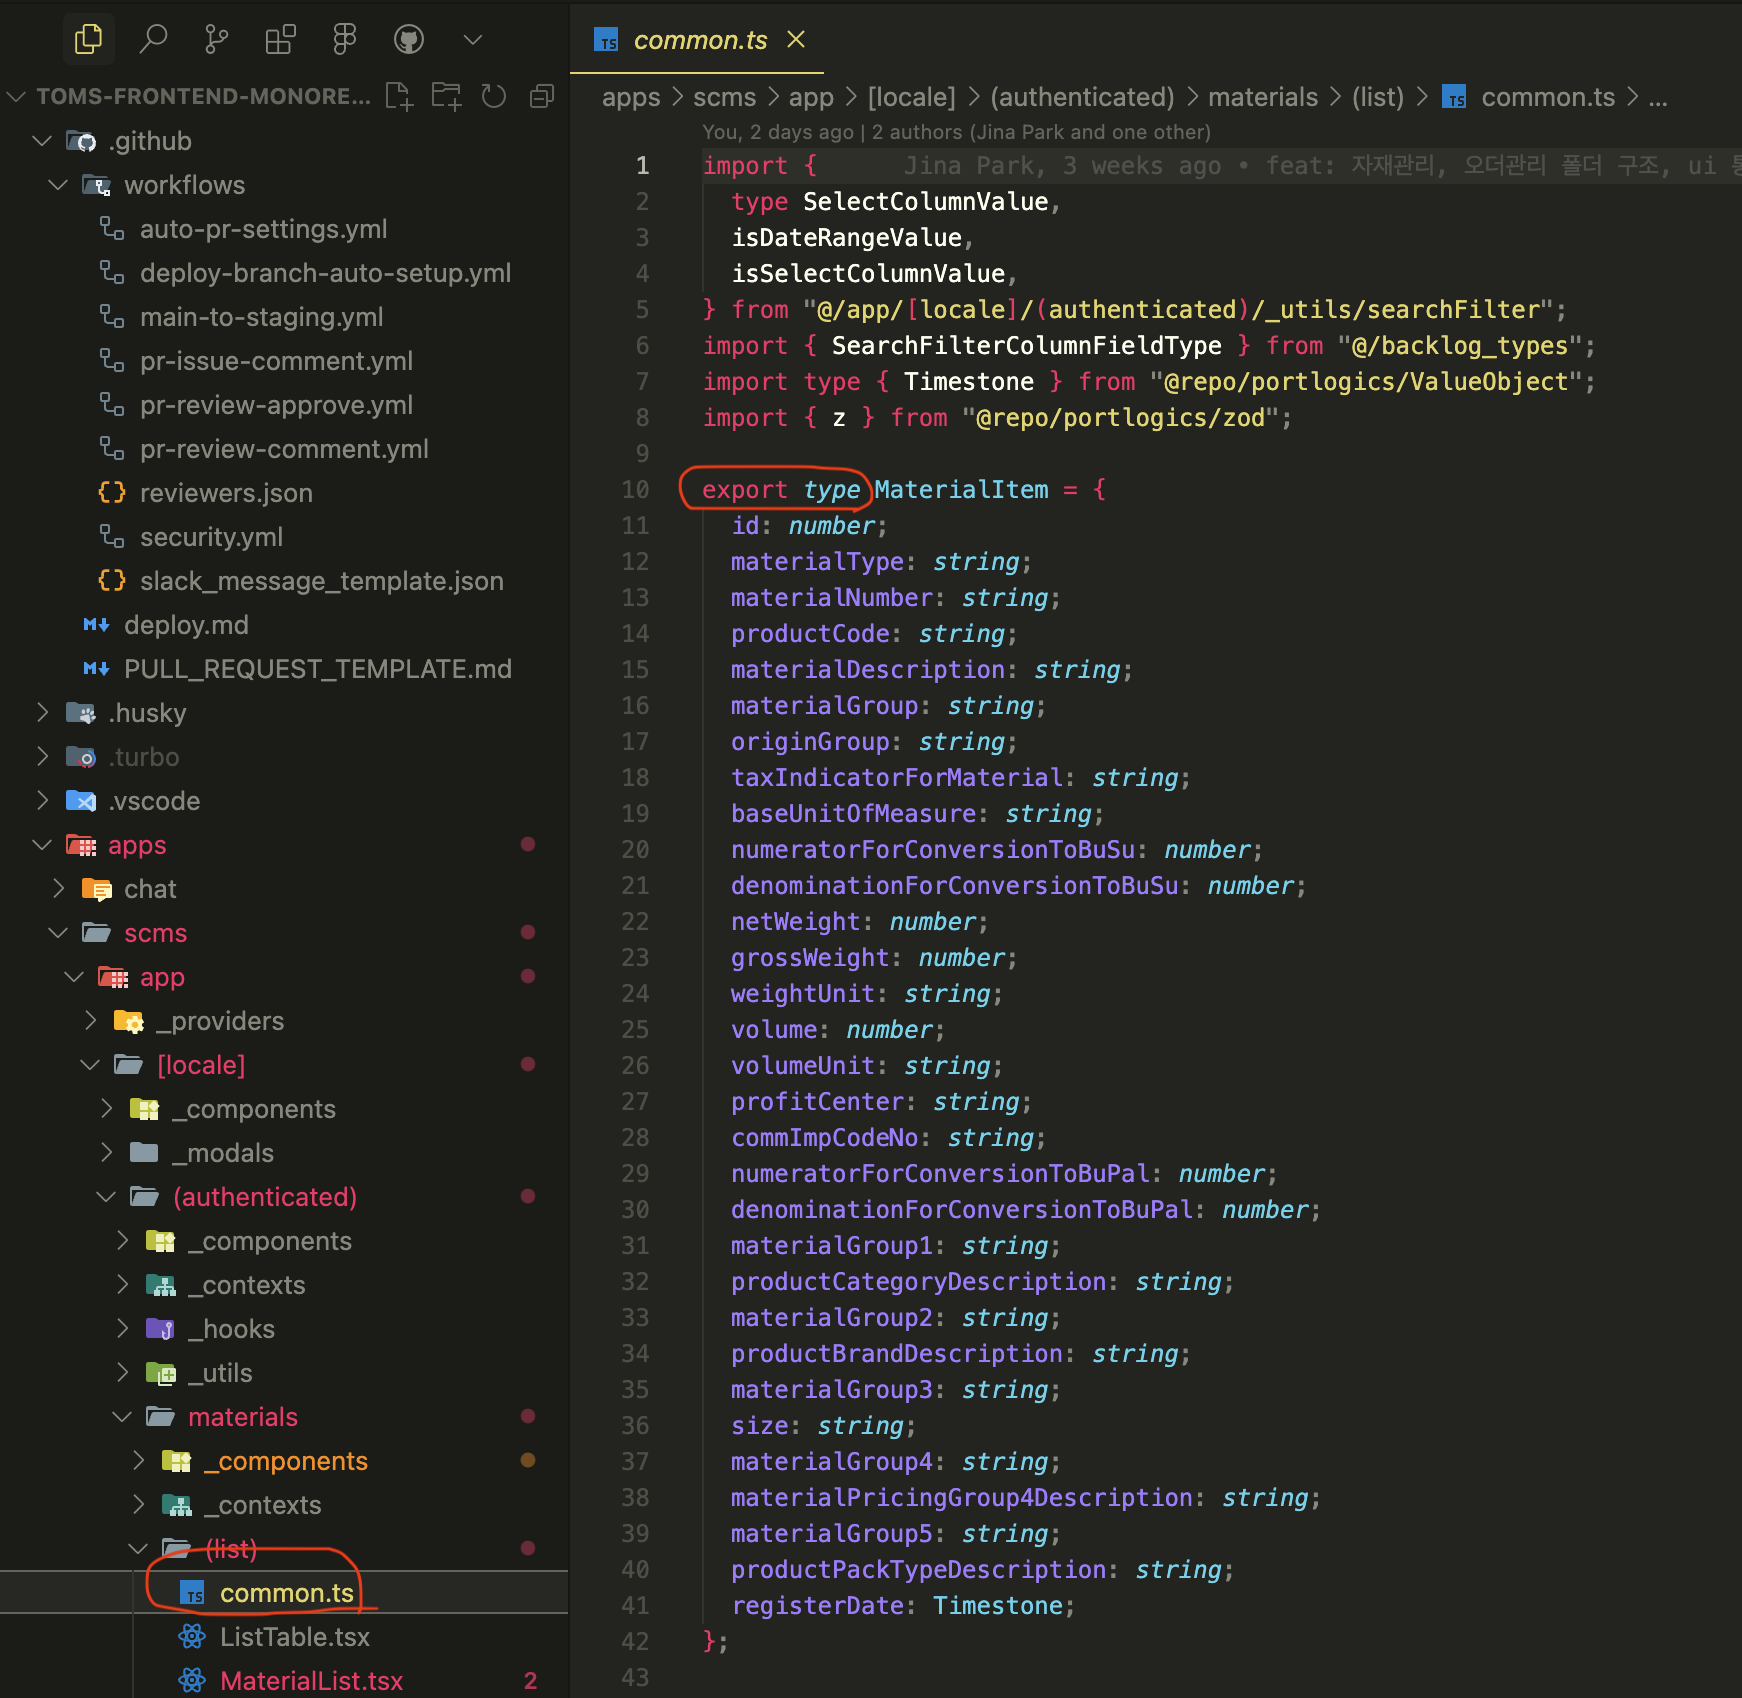 TOMS-FRONTEND-MONORE...
.github
workflows
auto-pr-settings.yml
deploy-branch-auto-setup.yml
main-to-staging.yml
pr-issue-comment.yml
pr-review-approve.yml
pr-review-comment.yml
reviewers.json
security.yml
slack_message_template.json
deploy.md
PULL_REQUEST_TEMPLATE.md
.husky
.turbo
.vscode
apps
chat
scms
app
_providers
[locale]
_components
_modals
(authenticated)
_components
_contexts
_hooks
_utils
materials
_components
_contexts
(list)
common.ts
ListTable.tsx
MaterialList.tsx 2
common.ts
apps > scms > app > [locale] > (authenticated) > materials > (list) > common.ts > ...
You, 2 days ago | 2 authors (Jina Park and one other)
1 import { Jina Park, 3 weeks ago • feat: 자재관리, 오더관리 폴더 구조, ui
2 type SelectColumnValue,
3 isDateRangeValue,
4 isSelectColumnValue,
5 } from "@/app/[locale]/(authenticated)/_utils/searchFilter";
6 import { SearchFilterColumnFieldType } from "@/backlog_types";
7 import type { Timestone } from "@repo/portlogics/ValueObject";
8 import { z } from "@repo/portlogics/zod";
9
10 export type MaterialItem = {
11 id: number;
12 materialType: string;
13 materialNumber: string;
14 productCode: string;
15 materialDescription: string;
16 materialGroup: string;
17 originGroup: string;
18 taxIndicatorForMaterial: string;
19 baseUnitOfMeasure: string;
20 numeratorForConversionToBuSu: number;
21 denominationForConversionToBuSu: number;
22 netWeight: number;
23 grossWeight: number;
24 weightUnit: string;
25 volume: number;
26 volumeUnit: string;
27 profitCenter: string;
28 commImpCodeNo: string;
29 numeratorForConversionToBuPal: number;
30 denominationForConversionToBuPal: number;
31 materialGroup1: string;
32 productCategoryDescription: string;
33 materialGroup2: string;
34 productBrandDescription: string;
35 materialGroup3: string;
36 size: string;
37 materialGroup4: string;
38 materialPricingGroup4Description: string;
39 materialGroup5: string;
40 productPackTypeDescription: string;
41 registerDate: Timestone;
42 };
43